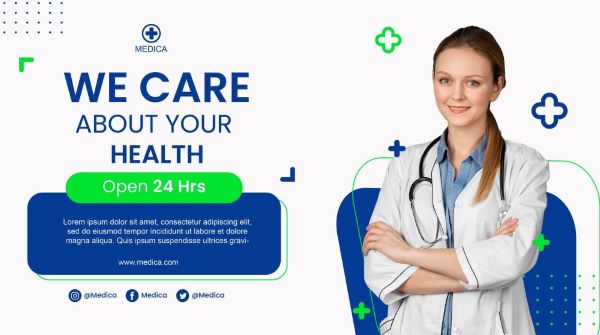 MEDICA
WE CARE
ABOUT YOUR
HEALTH
Open 24 Hrs
Lorem ipsum dolor sit amet, consectetur adipiscing elit,
sed do eiusmod tempor incididunt ut labore et dolore
magna aliqua. Quis ipsum suspendisse ultrices gravi-
www.medica.com
@Medica
Medica
@Medica